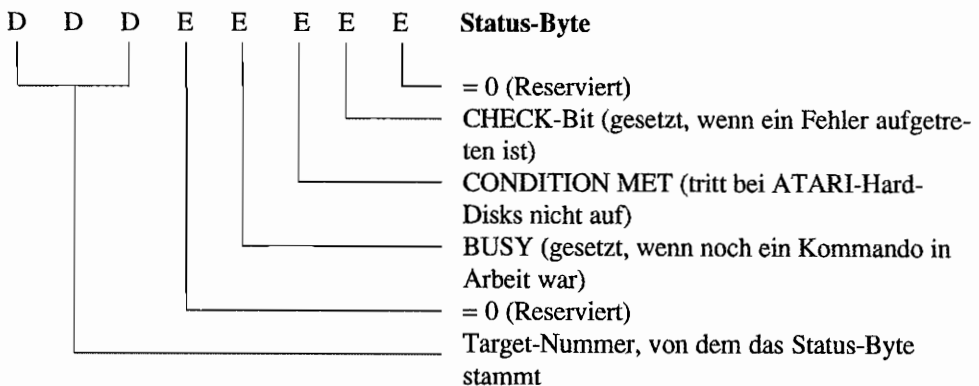 D D D E E E E E Status-Byte
= 0 (Reserviert)
CHECK-Bit (gesetzt, wenn ein Fehler aufgetre-
ten ist)
CONDITION MET (tritt bei ATARI-Hard-
Disks nicht auf)
BUSY (gesetzt, wenn noch ein Kommando in
Arbeit war)
= 0 (Reserviert)
Target-Nummer, von dem das Status-Byte
stammt